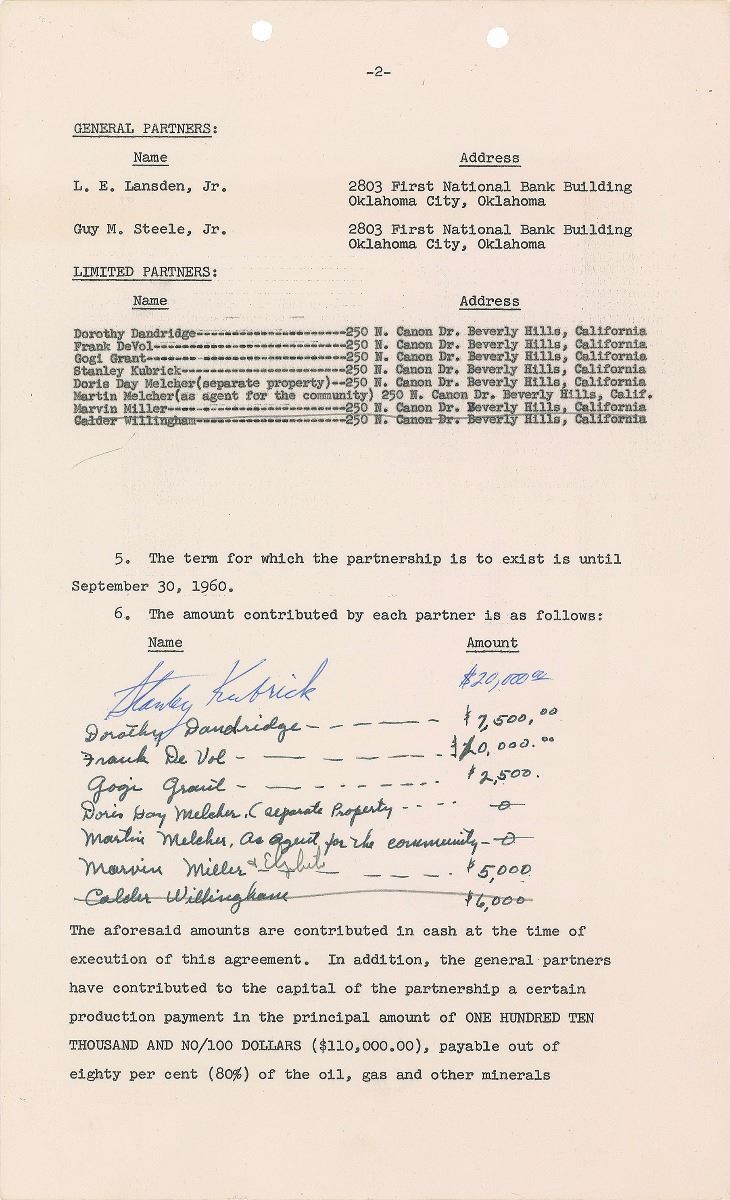 -2-
GENERAL PARTNERS:
Name Address
L. E. Lansden, Jr. 2803 First National Bank Building
Oklahoma City, Oklahoma
Guy M. Steele, Jr. 2803 First National Bank Building
Oklahoma City, Oklahoma
LIMITED PARTNERS:
Name Address
Dorothy Dandridge--------------------250 N. Canon Dr. Beverly Hills, California
Frank DeVol--------------------------250 N. Canon Dr. Beverly Hills, California
Gogi Grant---------------------------250 N. Canon Dr. Beverly Hills, California
Stanley Kubrick----------------------250 N. Canon Dr. Beverly Hills, California
Doris Day Melcher(separate property)--250 N. Canon Dr. Beverly Hills, California
Martin Melcher(as agent for the community) 250 N. Canon Dr. Beverly Hills, Calif.
Marvin Miller------------------------250 N. Canon Dr. Beverly Hills, California
Calder Willingham--------------------250 N. Canon Dr. Beverly Hills, California
5. The term for which the partnership is to exist is until
September 30, 1960.
6. The amount contributed by each partner is as follows:
Name Amount
Stanley Kubrick $20,000.00
Dorothy Dandridge - - - - - - $7,500.00
Frank De Vol - - - - - - $10,000.00
Gogi Grant - - - - - - - - $2,500.
Doris Day Melcher, (separate Property - - - - 0
Martin Melcher, As Agent for the community - 0
Marvin Miller & - - - - $5,000
Calder Willingham $6,000
The aforesaid amounts are contributed in cash at the time of
execution of this agreement. In addition, the general partners
have contributed to the capital of the partnership a certain
production payment in the principal amount of ONE HUNDRED TEN
THOUSAND AND NO/100 DOLLARS ($110,000.00), payable out of
eighty per cent (80%) of the oil, gas and other minerals